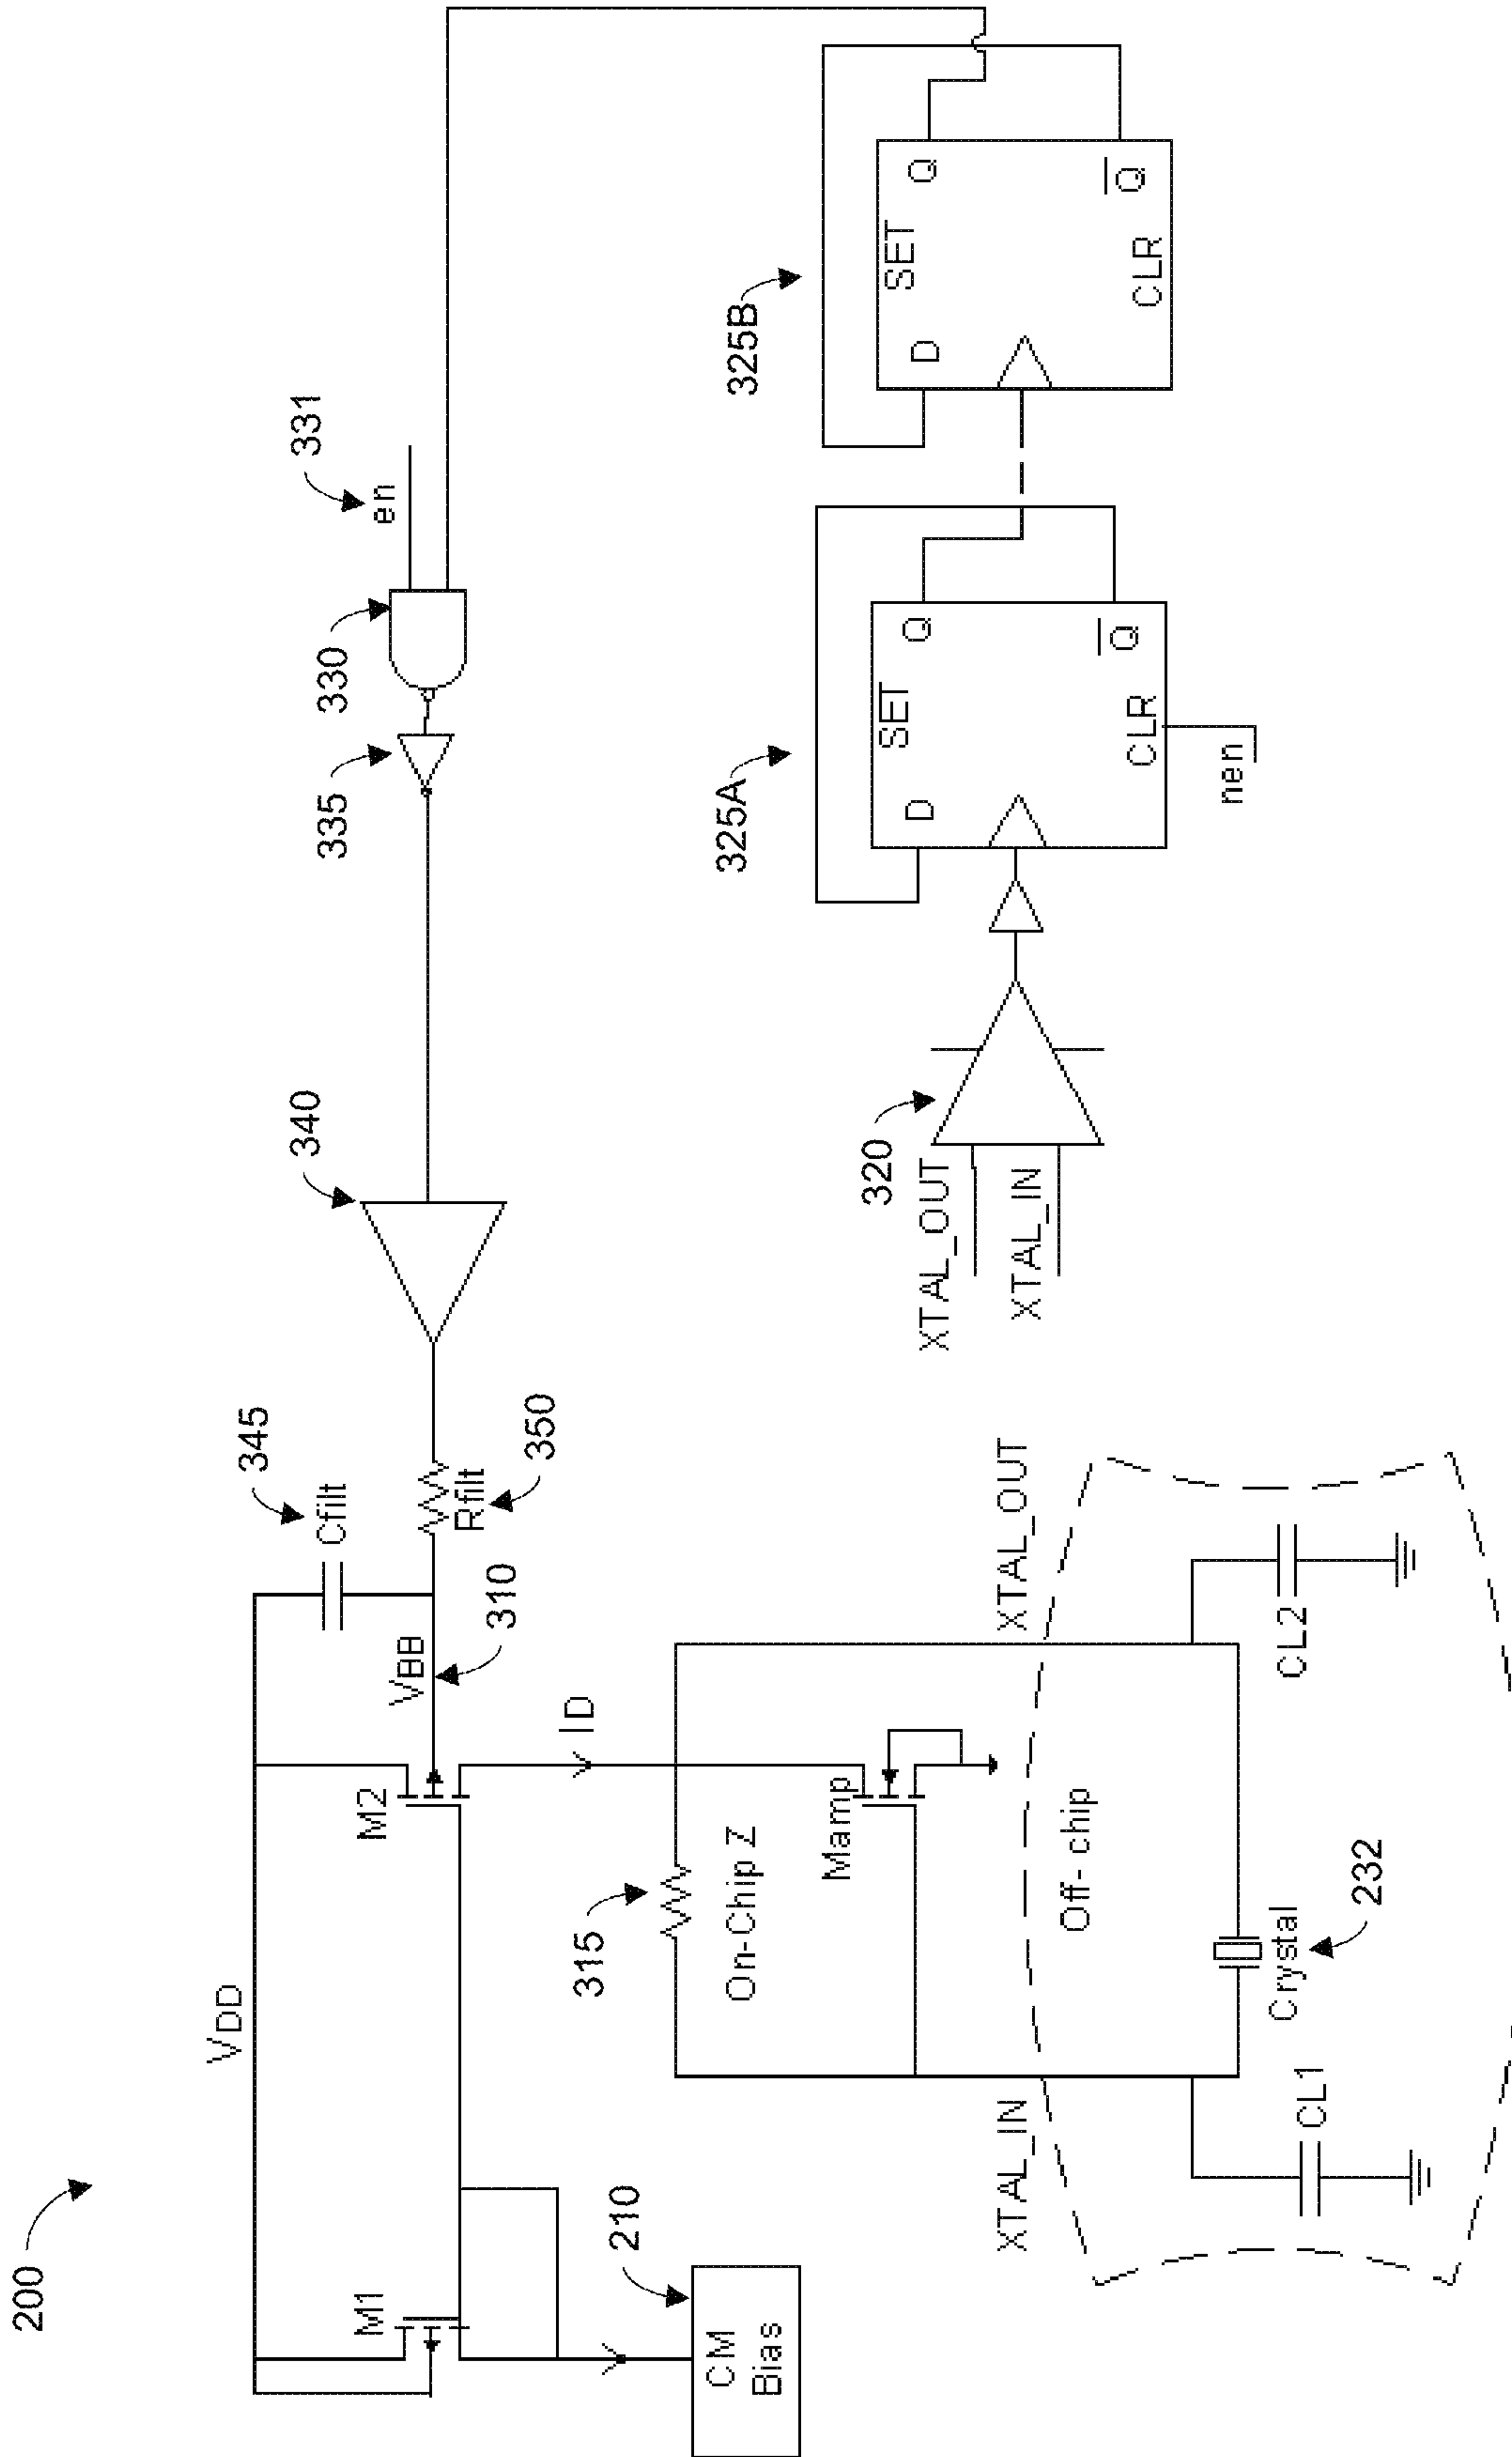 200
VDD
M1
M2
VBB
310
Cfilt
345
Rfilt
350
340
335
330
en
331
ID
CM
Bias
210
315
On-Chip Z
Mamp
XTAL_IN
XTAL_OUT
Off- chip
CL1
Crystal
232
CL2
XTAL_OUT
XTAL_IN
320
325A
D
SET
Q
Q
CLR
nen
325B
D
SET
Q
Q
CLR